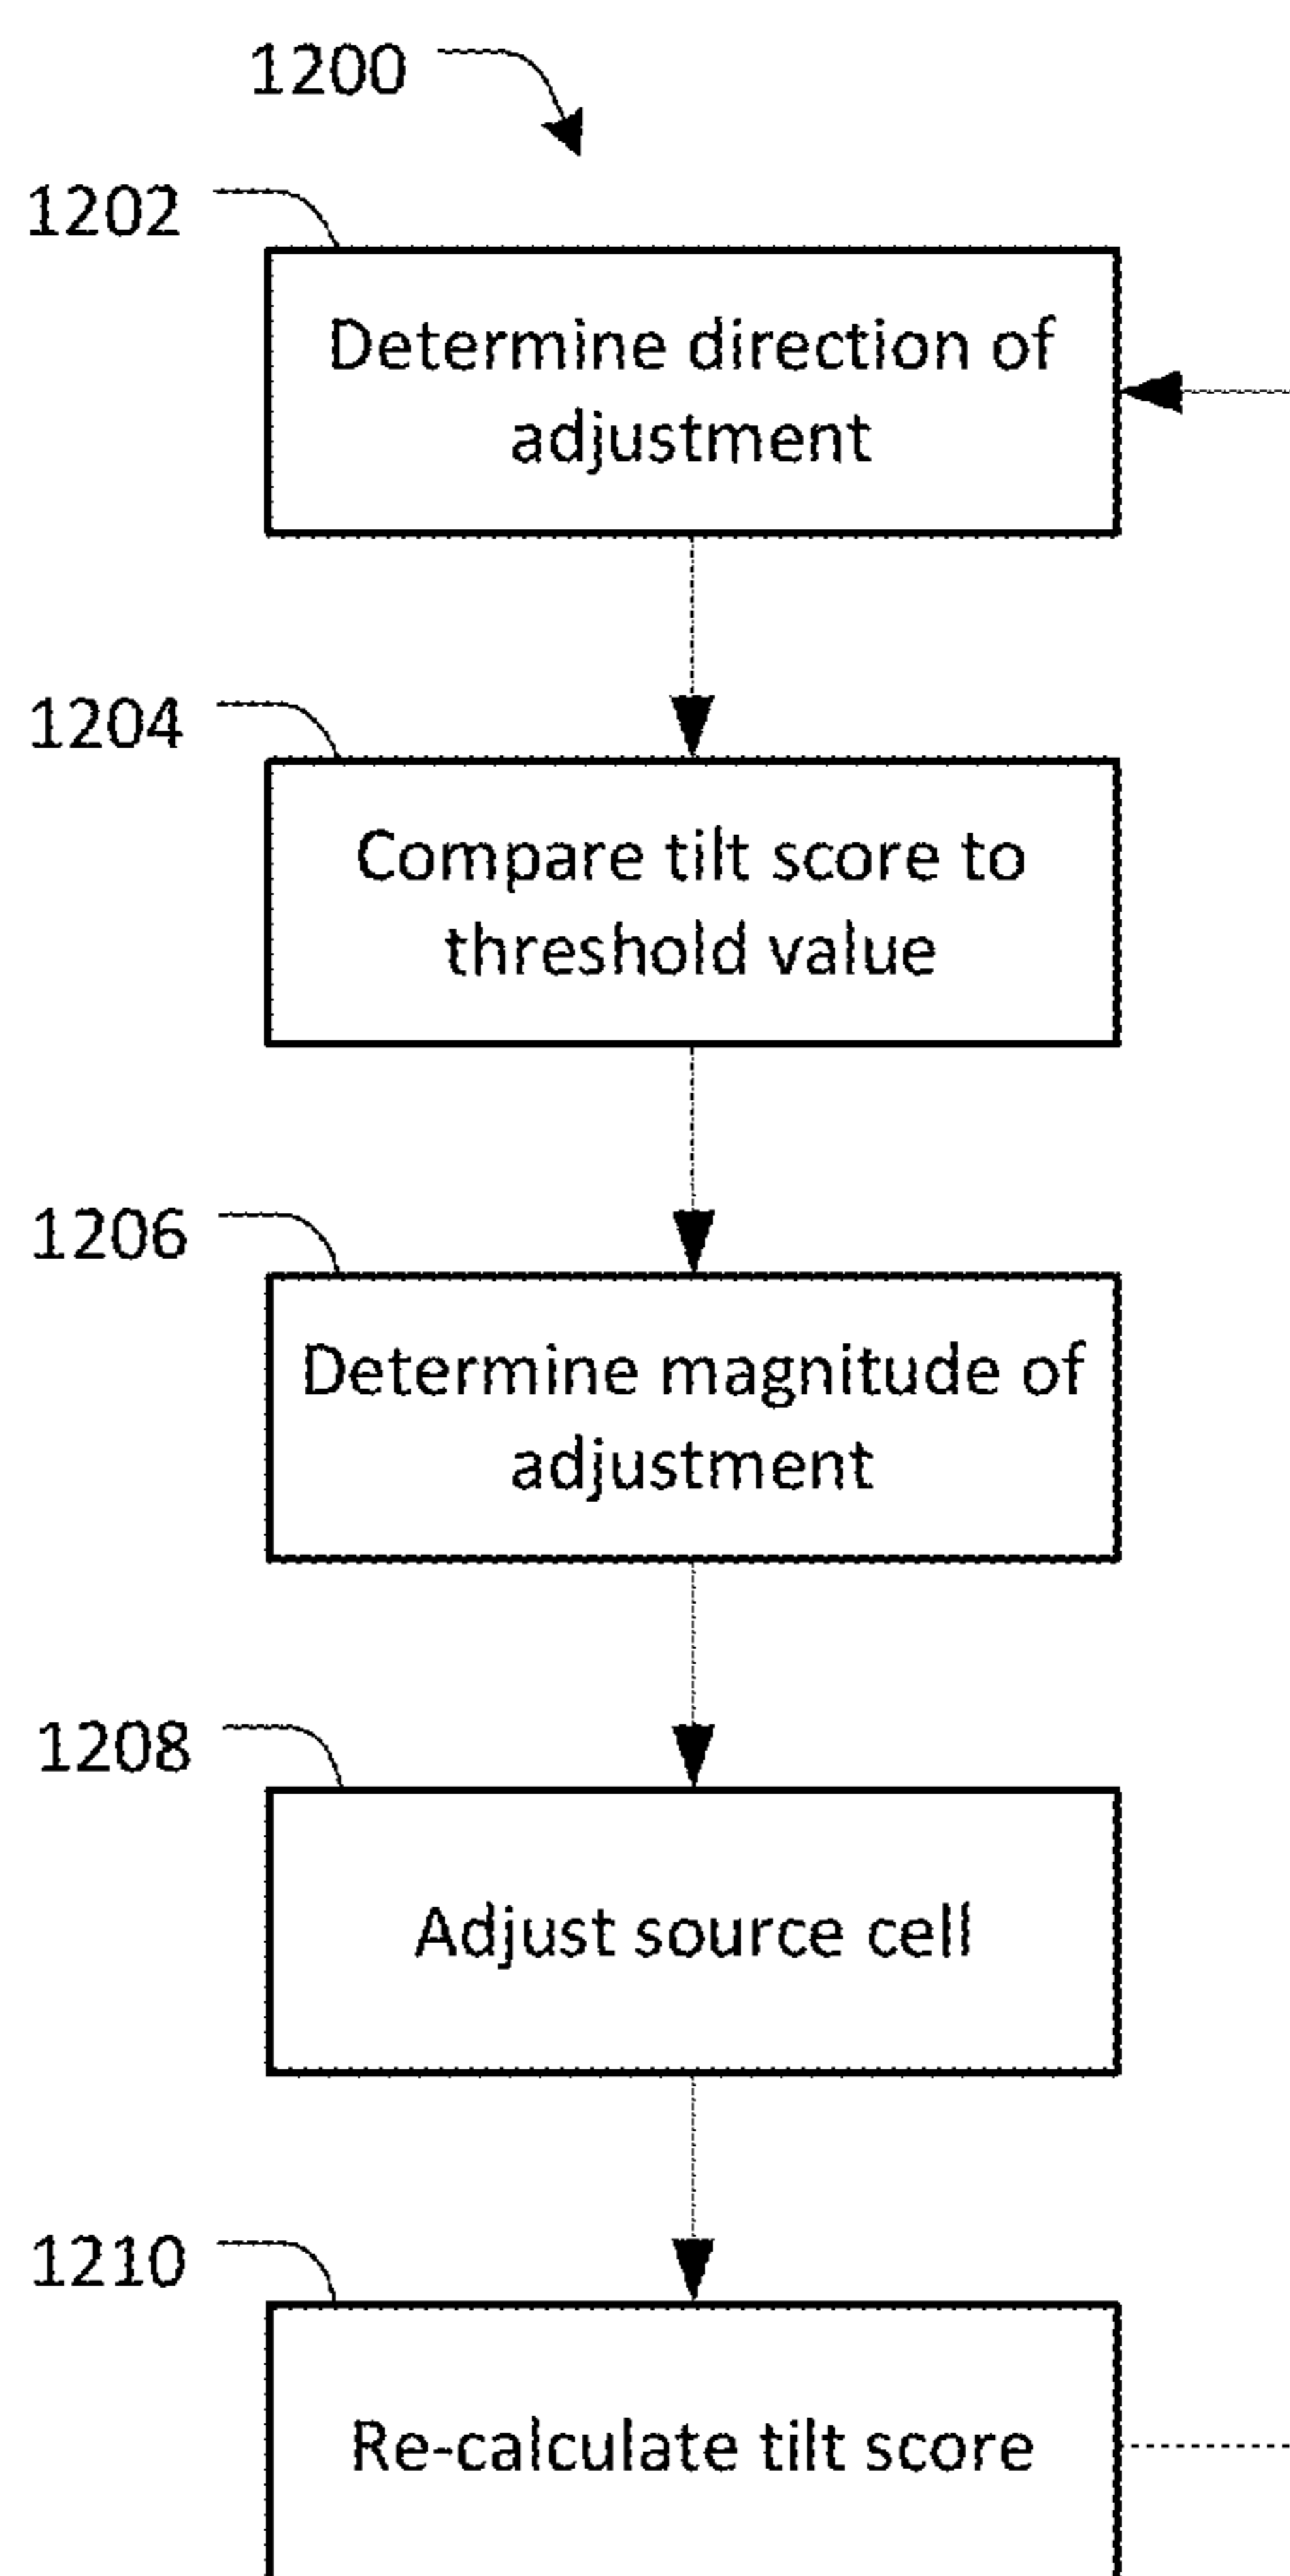 1200
1202
Determine direction of
adjustment
1204
Compare tilt score to
threshold value
1206
Determine magnitude of
adjustment
1208
Adjust source cell
1210
Re-calculate tilt score